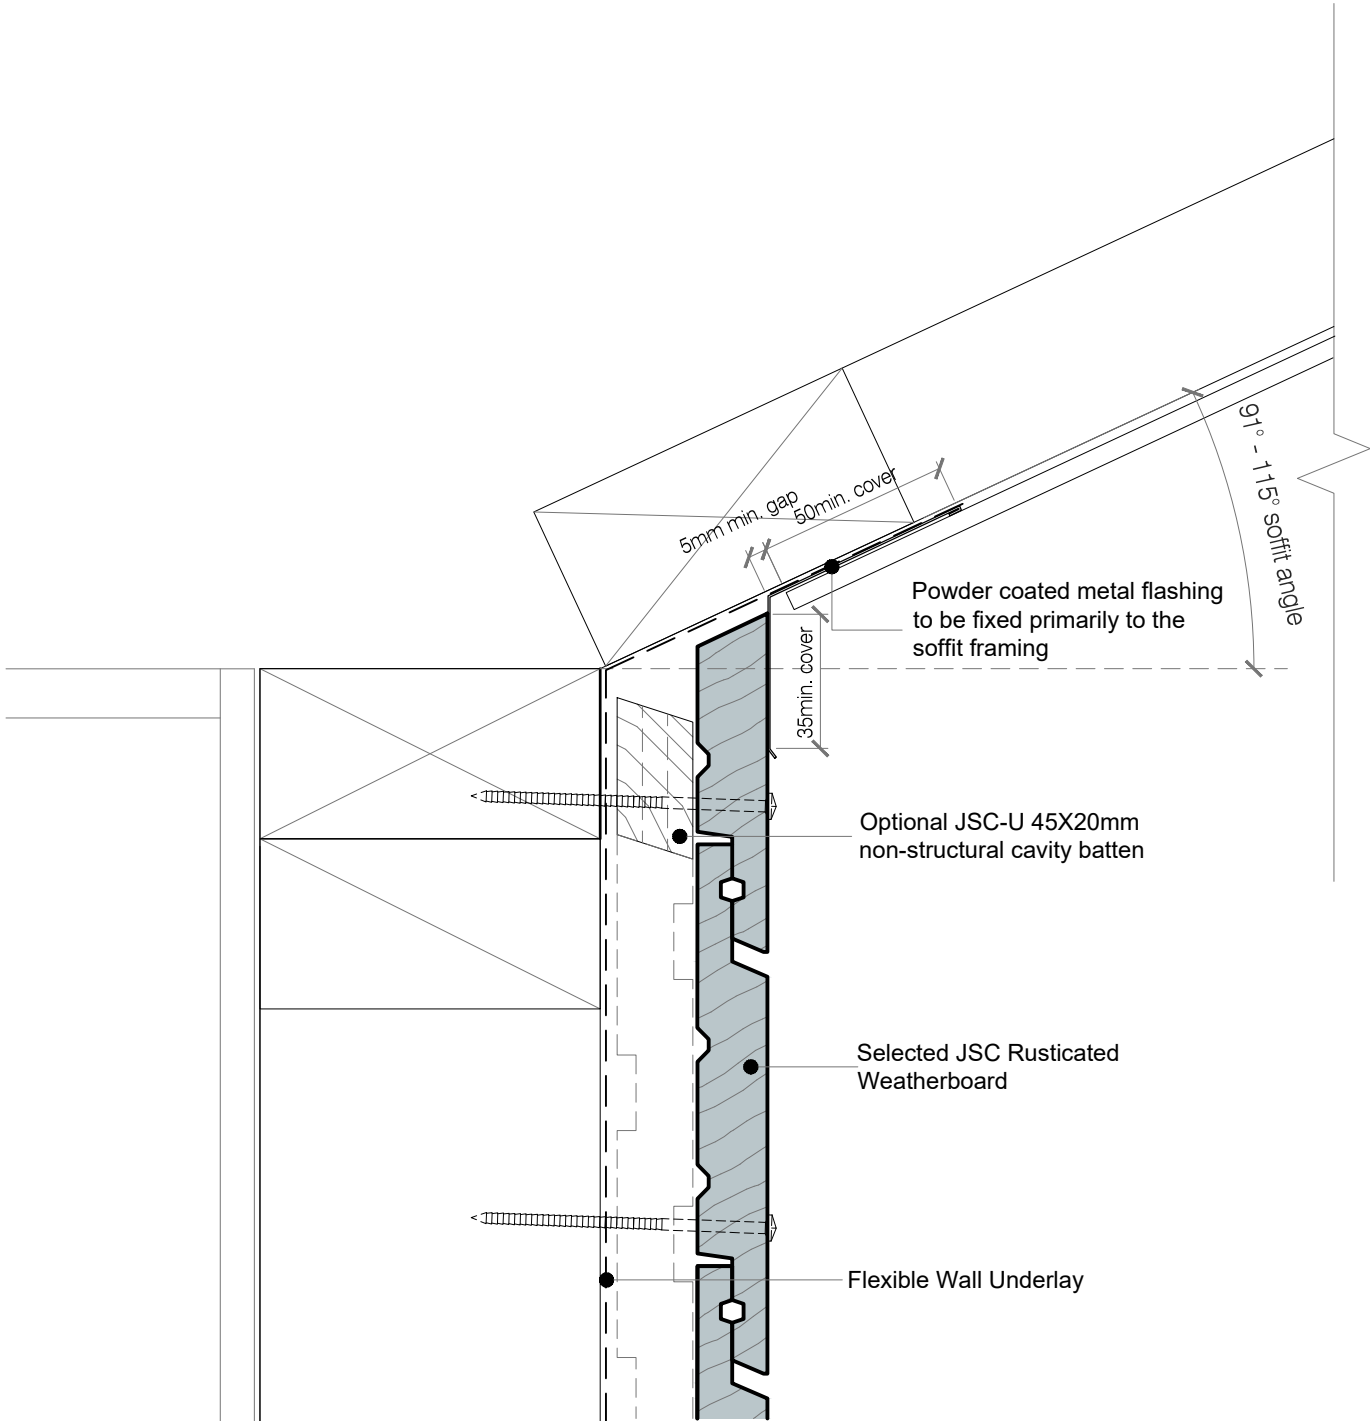 91° - 115° soffit angle
5mm min. gap
50min. cover
Powder coated metal flashing
to be fixed primarily to the
soffit framing
35min. cover
Optional JSC-U 45X20mm
non-structural cavity batten
Selected JSC Rusticated
Weatherboard
Flexible Wall Underlay